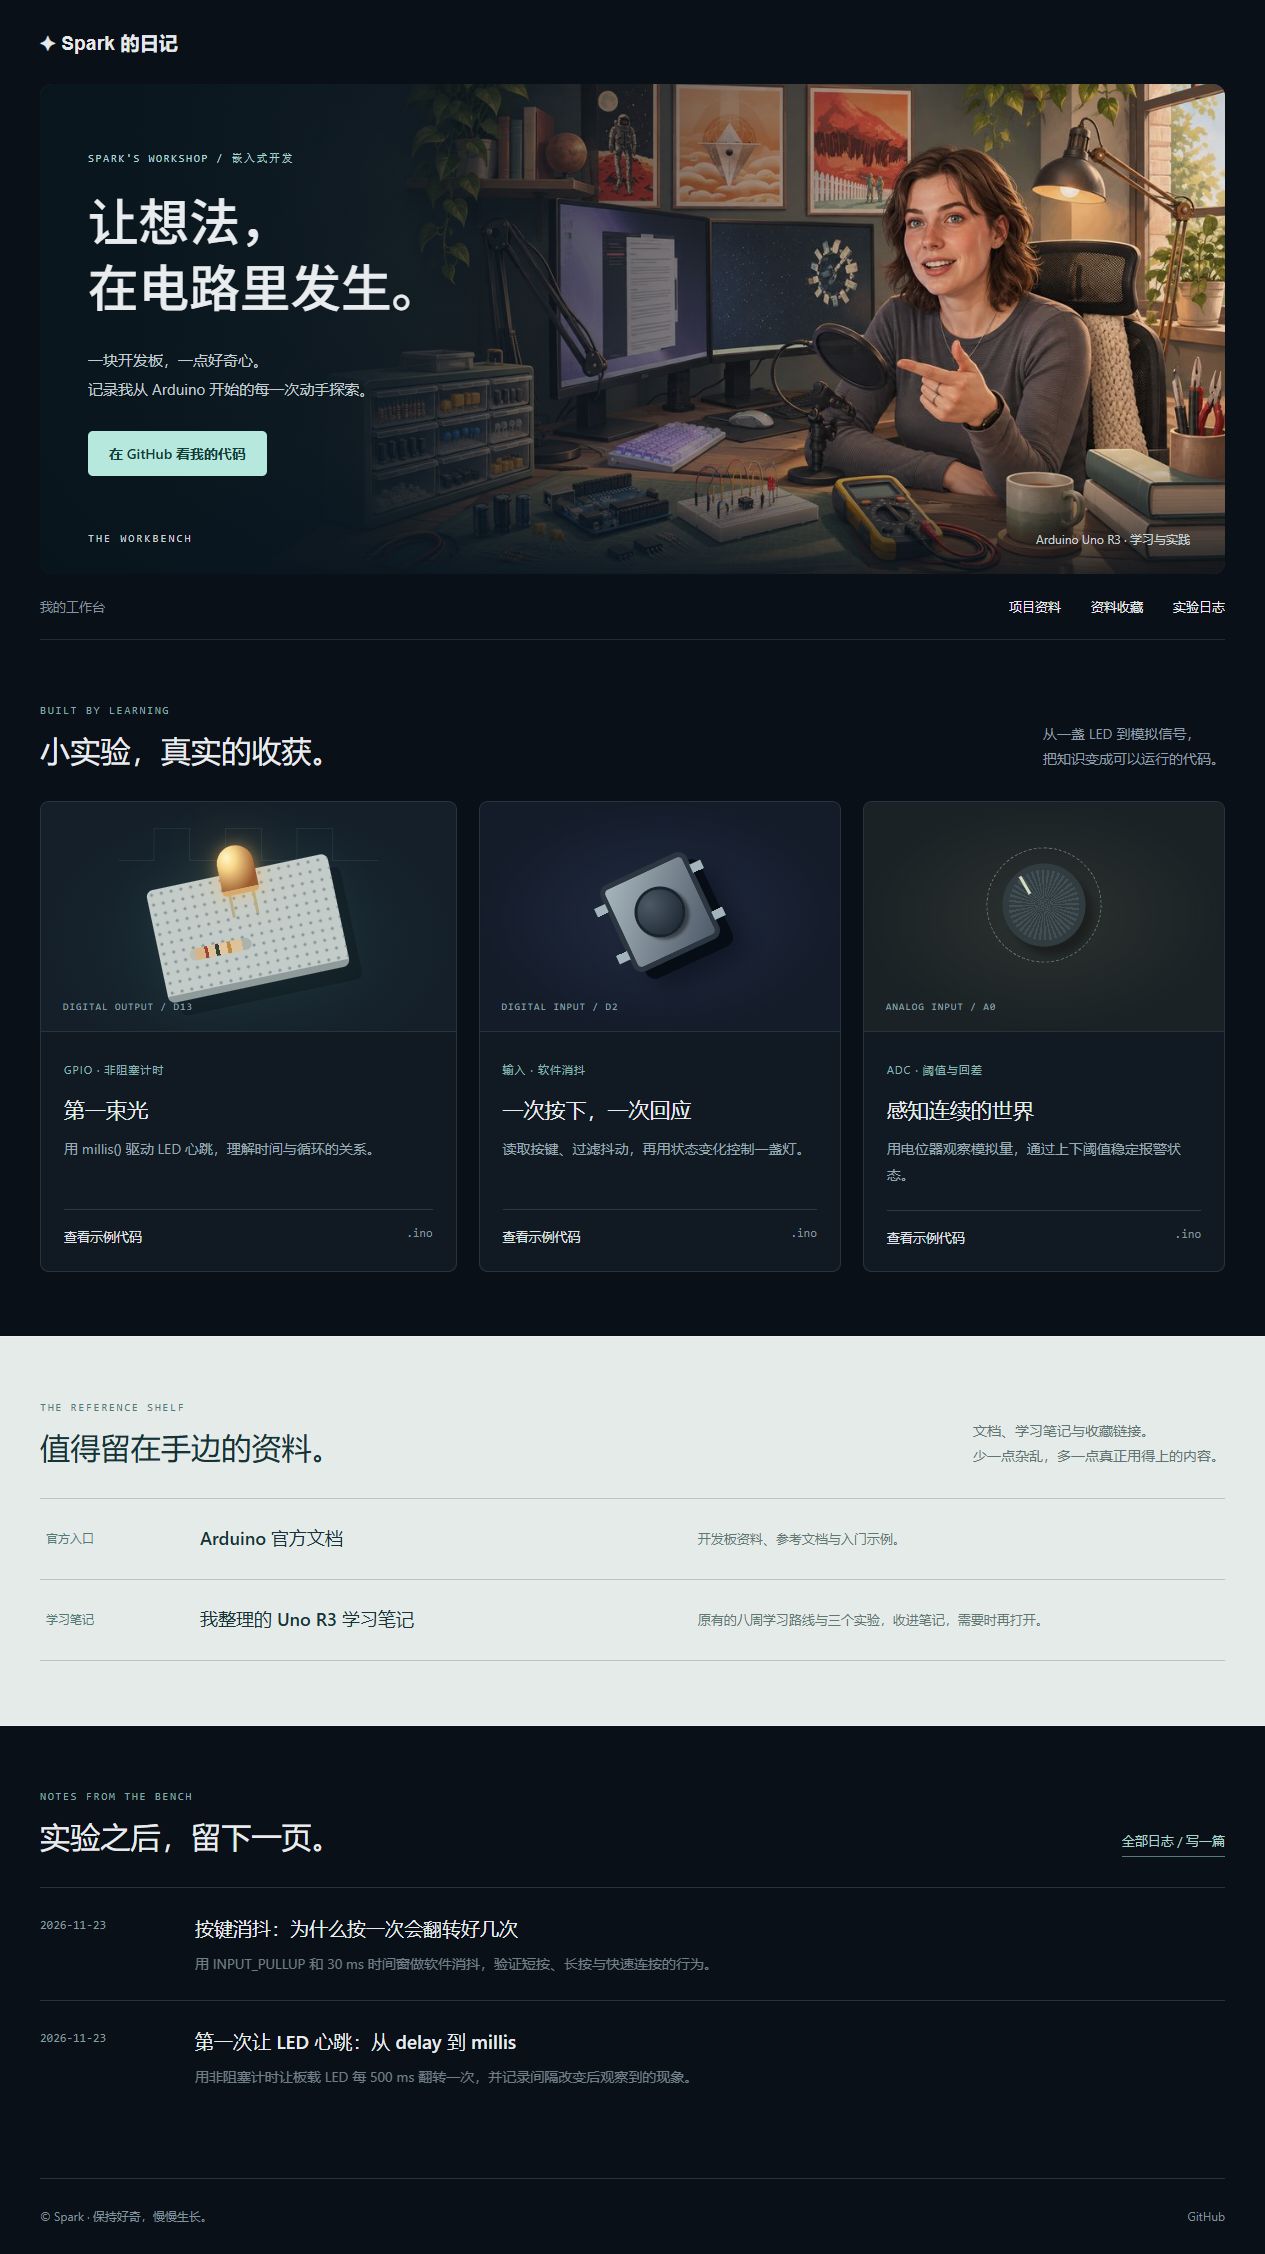 ✦ Spark 的日记
SPARK'S WORKSHOP / 嵌入式开发
让想法，
在电路里发生。
一块开发板，一点好奇心。
记录我从 Arduino 开始的每一次动手探索。
在 GitHub 看我的代码
THE WORKBENCH
Arduino Uno R3 · 学习与实践
我的工作台
项目资料
资料收藏
实验日志
BUILT BY LEARNING
小实验，真实的收获。
从一盏 LED 到模拟信号，
把知识变成可以运行的代码。
DIGITAL OUTPUT / D13
GPIO · 非阻塞计时
第一束光
用 millis() 驱动 LED 心跳，理解时间与循环的关系。
查看示例代码
.ino
DIGITAL INPUT / D2
输入 · 软件消抖
一次按下，一次回应
读取按键、过滤抖动，再用状态变化控制一盏灯。
查看示例代码
.ino
ANALOG INPUT / A0
ADC · 阈值与回差
感知连续的世界
用电位器观察模拟量，通过上下阈值稳定报警状
态。
查看示例代码
.ino
THE REFERENCE SHELF
值得留在手边的资料。
文档、学习笔记与收藏链接。
少一点杂乱，多一点真正用得上的内容。
官方入口
Arduino 官方文档
开发板资料、参考文档与入门示例。
学习笔记
我整理的 Uno R3 学习笔记
原有的八周学习路线与三个实验，收进笔记，需要时再打开。
NOTES FROM THE BENCH
实验之后，留下一页。
全部日志 / 写一篇
2026-11-23
按键消抖：为什么按一次会翻转好几次
用 INPUT_PULLUP 和 30 ms 时间窗做软件消抖，验证短按、长按与快速连按的行为。
2026-11-23
第一次让 LED 心跳：从 delay 到 millis
用非阻塞计时让板载 LED 每 500 ms 翻转一次，并记录间隔改变后观察到的现象。
© Spark · 保持好奇，慢慢生长。
GitHub